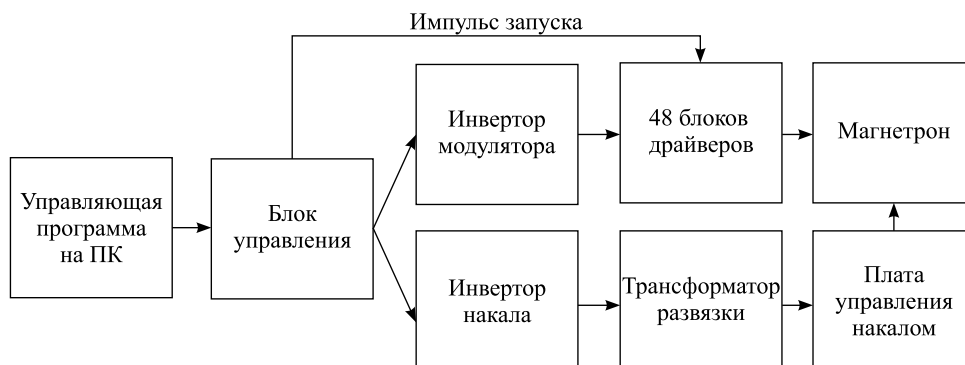 Импульс запуска
Инвертор
модулятора
48 блоков
драйверов
Магнетрон
Управляющая
программа
на ПК
Блок
управления
Инвертор
накала
Трансформатор
развязки
Плата
управления
накалом